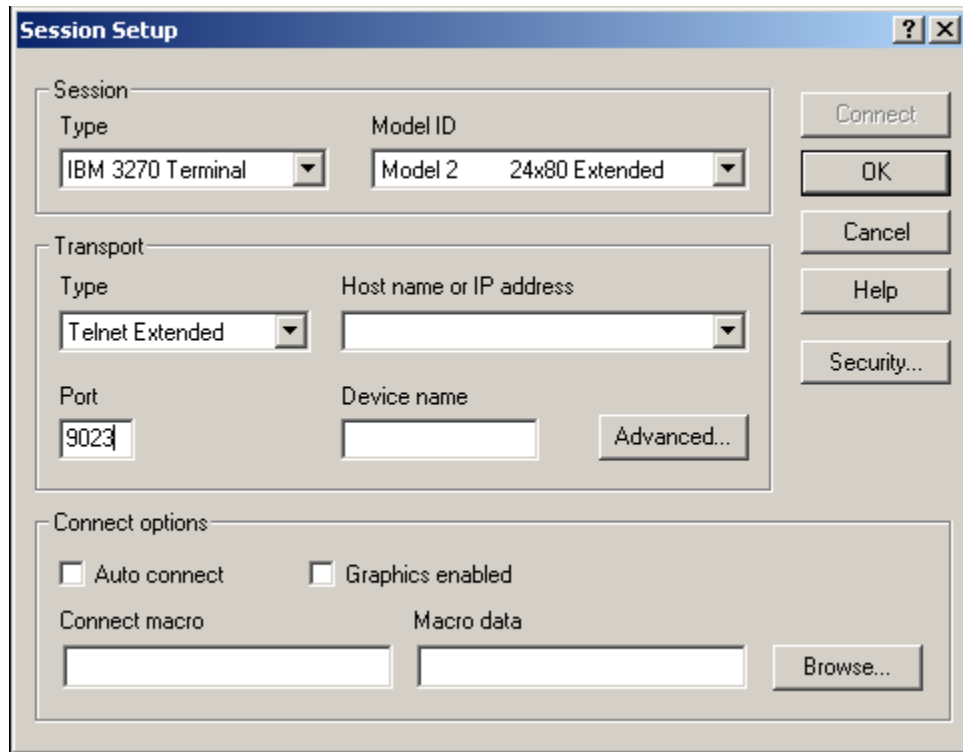 Session Setup
Session
Type
Model ID
Connect
IBM 3270 Terminal
Model 2 24x80 Extended
OK
Transport
Cancel
Type
Host name or IP address
Help
Telnet Extended
Security...
Port
Device name
9023
Advanced...
Connect options
Auto connect
Graphics enabled
Connect macro
Macro data
Browse...